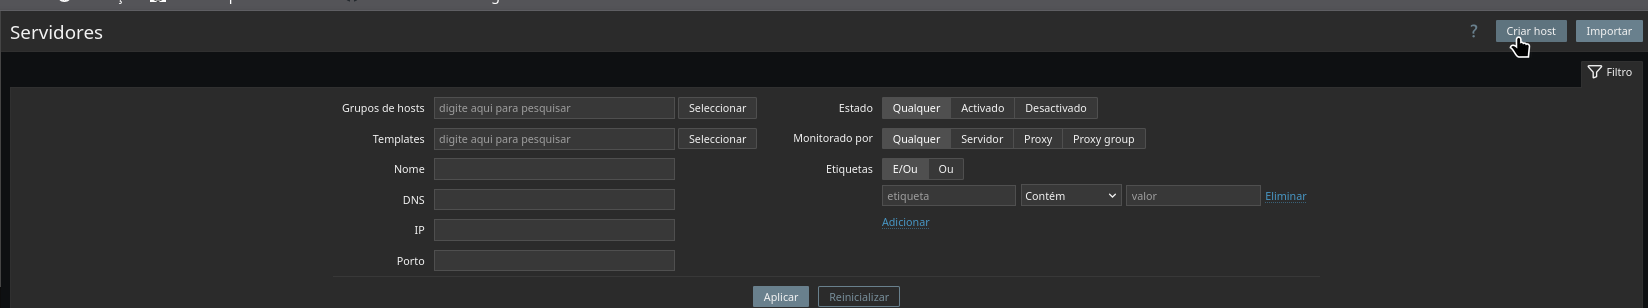 Servidores
? Criar host Importar
Filtro
Grupos de hosts digite aqui para pesquisar Seleccionar Estado Qualquer Activado Desactivado
Templates digite aqui para pesquisar Seleccionar Monitorado por Qualquer Servidor Proxy Proxy group
Nome Etiquetas E/Ou Ou
DNS etiqueta Contém valor Eliminar
Adicionar
IP
Porto
Aplicar Reinicializar